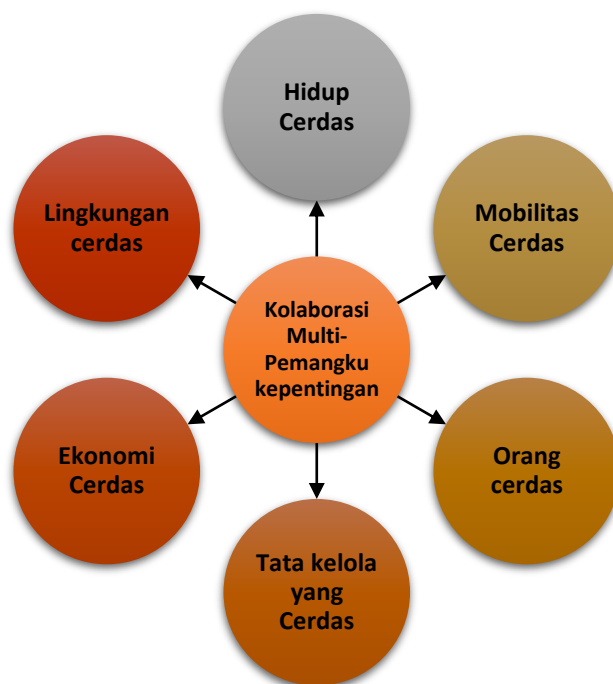 Hidup
Cerdas
Lingkungan
cerdas
Mobilitas
Cerdas
Kolaborasi
Multi-
Pemangku
kepentingan
Ekonomi
Cerdas
Orang
cerdas
Tata kelola
yang
Cerdas